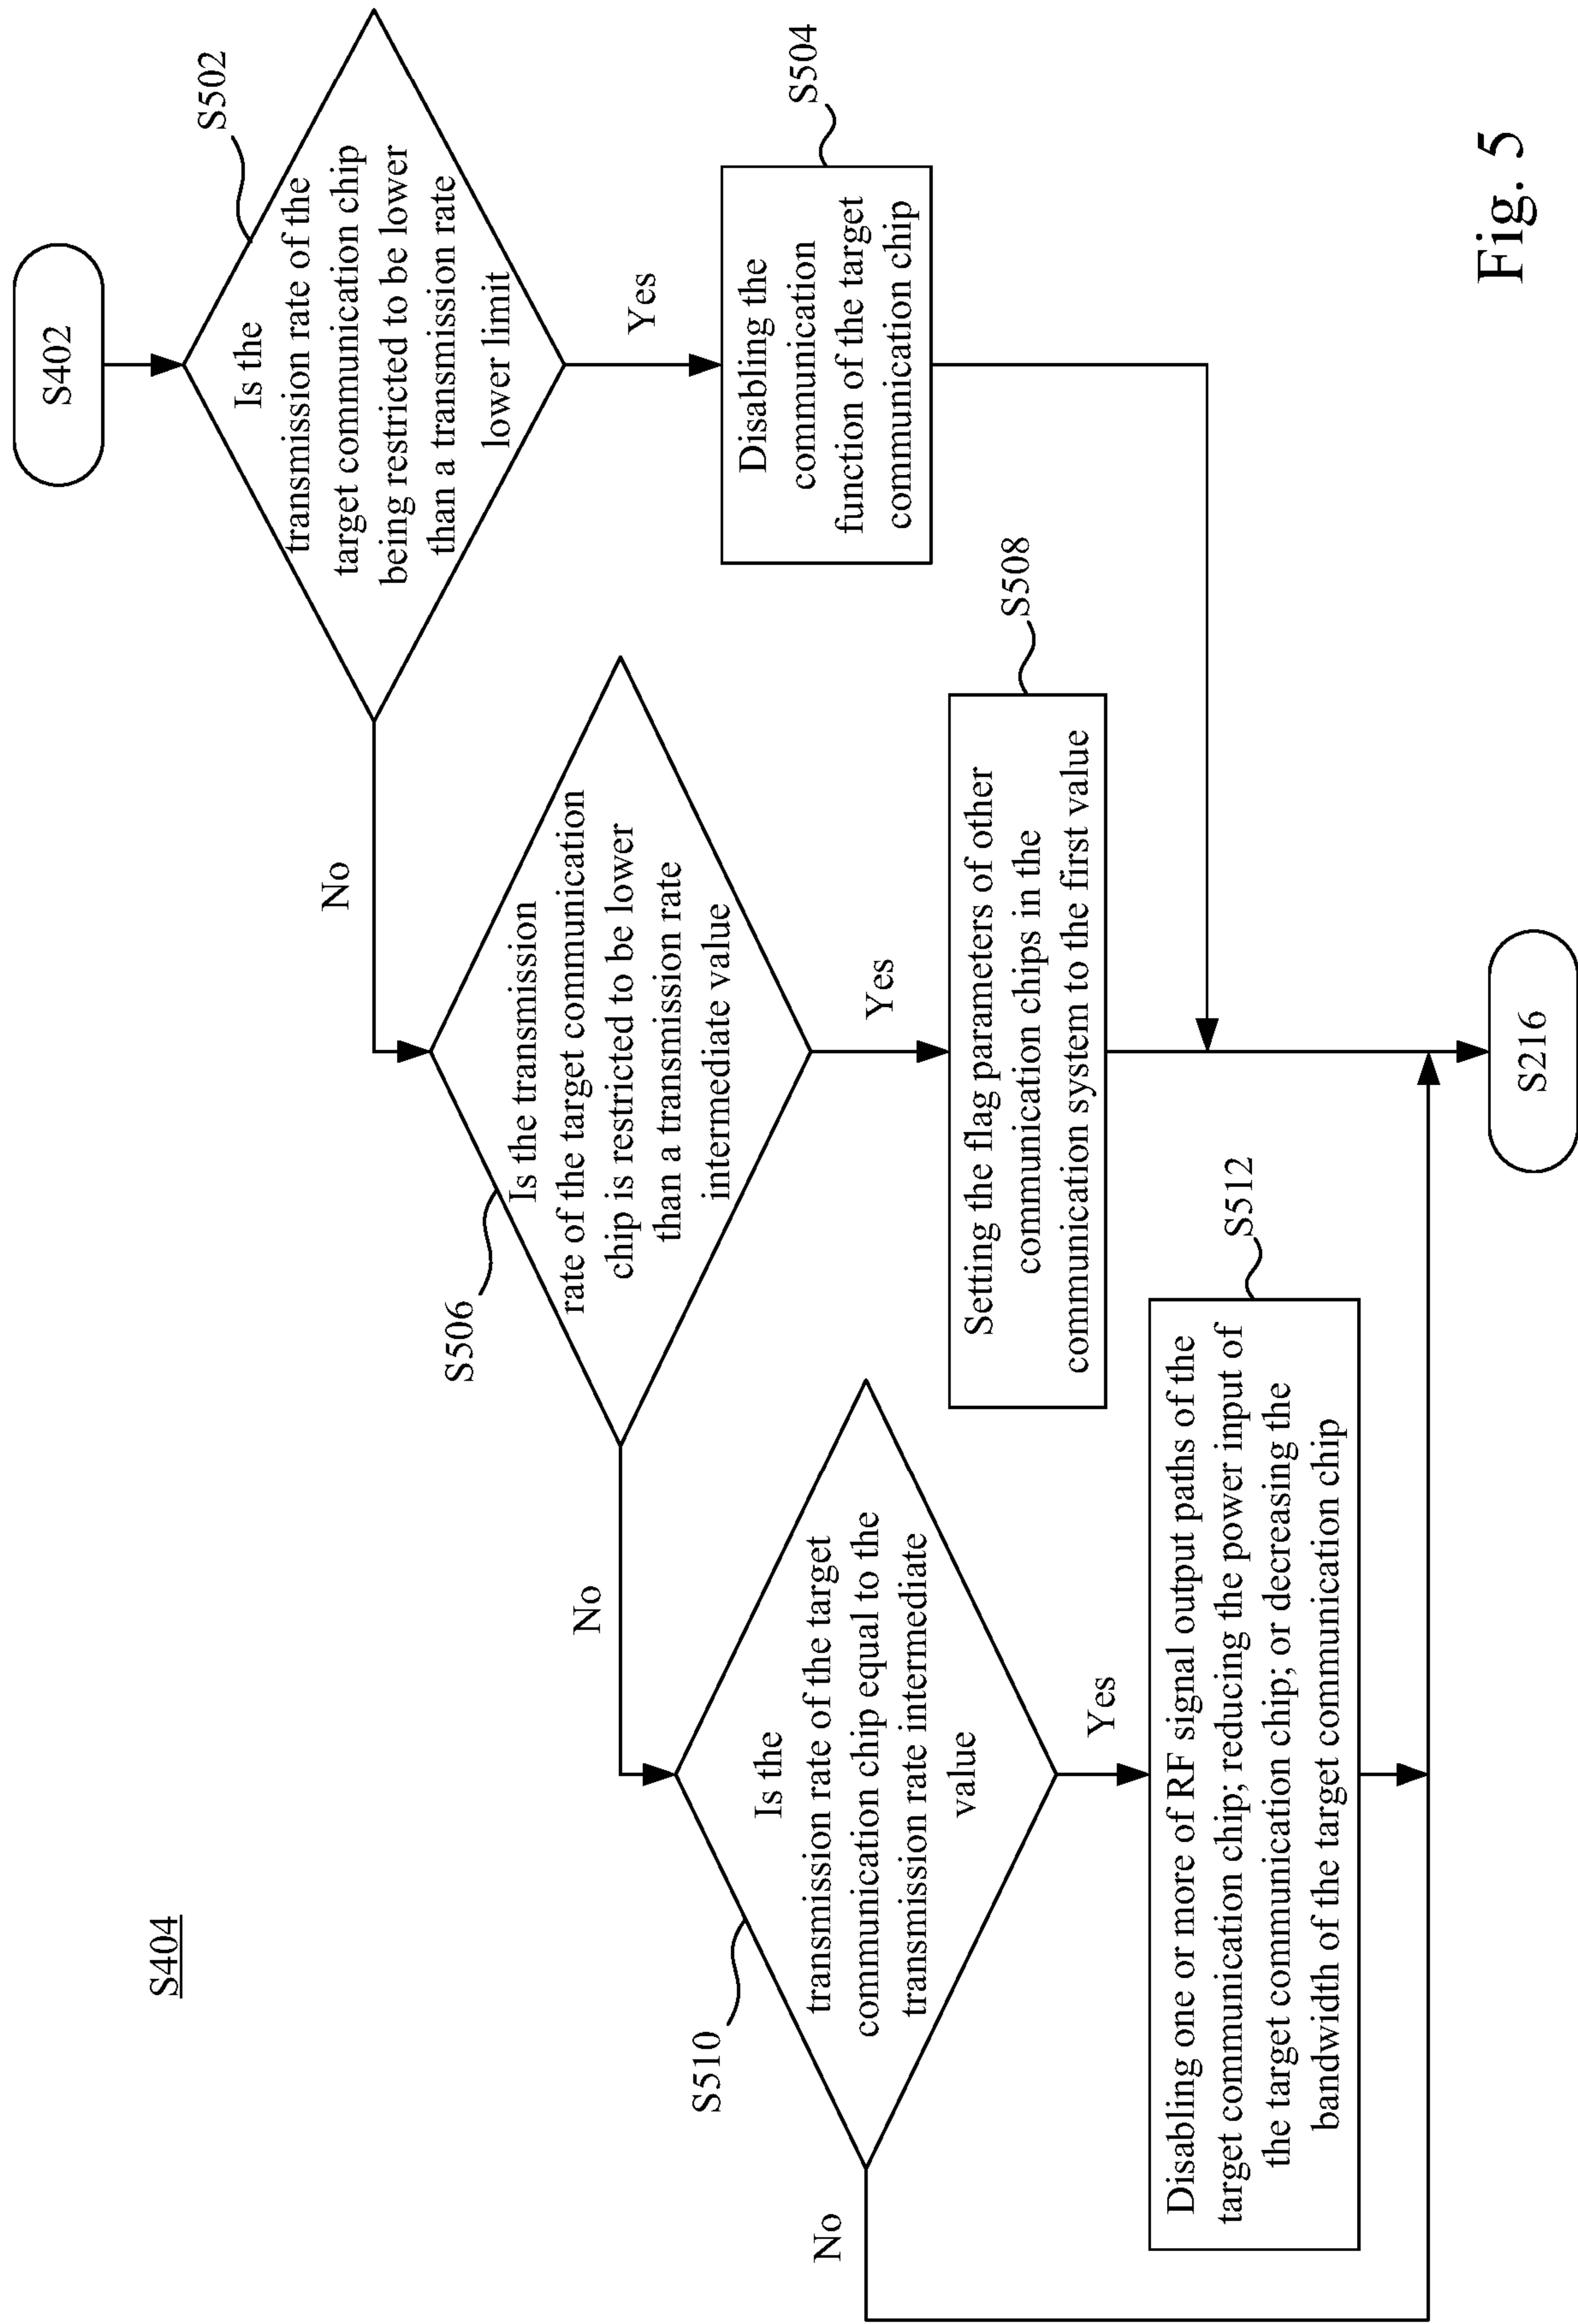 S404
S402
Is the
transmission rate of the
target communication chip
being restricted to be lower
than a transmission rate
lower limit
S502
Yes
No
Disabling the
communication
function of the target
communication chip
S504
Is the transmission
rate of the target communication
chip is restricted to be lower
than a transmission rate
intermediate value
S506
Yes
No
Setting the flag parameters of other
communication chips in the
communication system to the first value
S508
Is the
transmission rate of the target
communication chip equal to the
transmission rate intermediate
value
S510
Yes
No
Disabling one or more of RF signal output paths of the
target communication chip; reducing the power input of
the target communication chip; or decreasing the
bandwidth of the target communication chip
S512
S216
Fig. 5